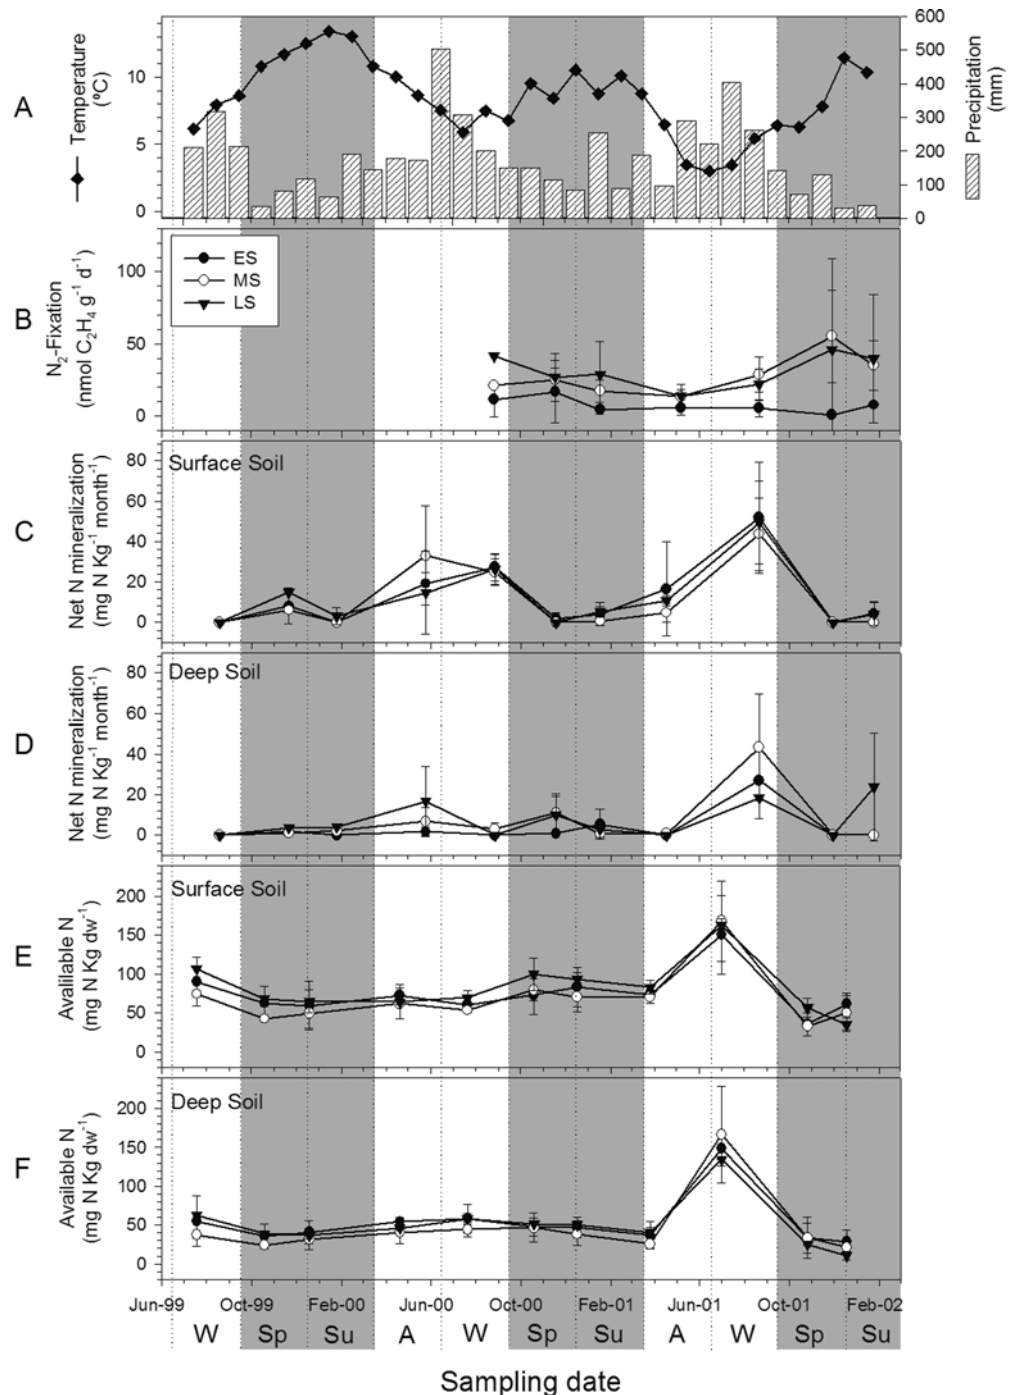 A
Temperature
(ºC)
10
5
0
600
500
400
300
200
100
0
Precipitation
(mm)
B
N2-Fixation
(nmol C2H4 g-1 d-1)
100
50
0
ES
MS
LS
C
Net N mineralization
(mg N Kg-1 month-1)
80
60
40
20
0
Surface Soil
D
Net N mineralization
(mg N Kg-1 month-1)
80
60
40
20
0
Deep Soil
E
Avalilable N
(mg N Kg dw-1)
200
150
100
50
0
Surface Soil
F
Available N
(mg N Kg dw-1)
200
150
100
50
0
Deep Soil
Jun-99 Oct-99 Feb-00 Jun-00 Oct-00 Feb-01 Jun-01 Oct-01 Feb-02
W Sp Su A W Sp Su A W Sp Su
Sampling date